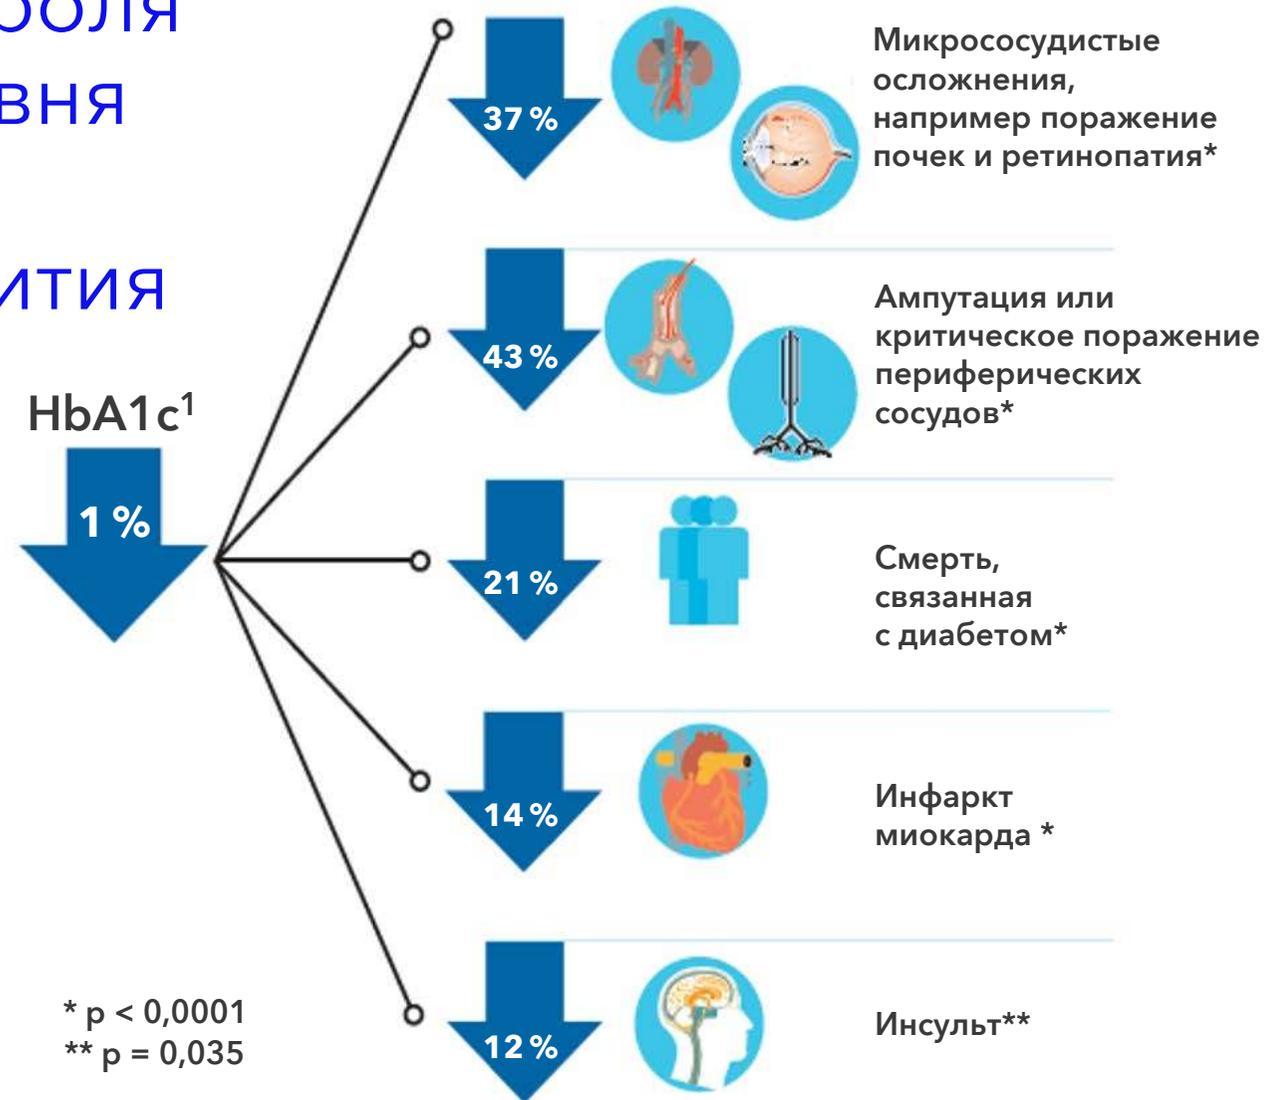 вня
37 %
Микрососудистые
осложнения,
например поражение
почек и ретинопатия*
ития
43 %
Ампутация или
критическое поражение
периферических
сосудов*
HbA1c¹
1 %
21 %
Смерть,
связанная
с диабетом*
14 %
Инфаркт
миокарда *
* p < 0,0001
** p = 0,035
12 %
Инсульт**